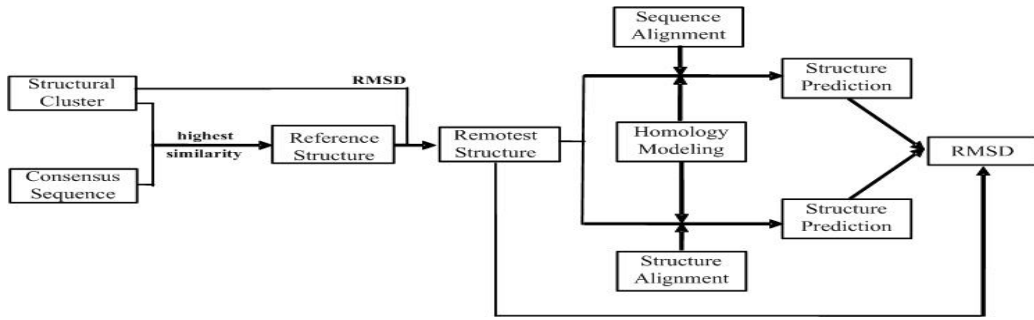 Sequence
Alignment
Structural
Cluster
RMSD
Structure
Prediction
highest
similarity
Reference
Structure
Remotest
Structure
Homology
Modeling
RMSD
Consensus
Sequence
Structure
Prediction
Structure
Alignment